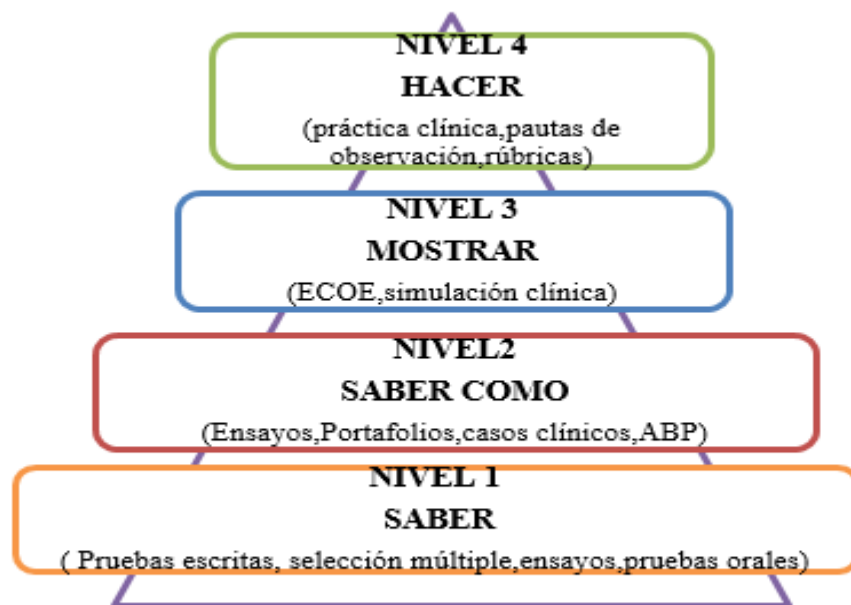 NIVEL 4
HACER
(práctica clínica,pautas de
observación,rúbricas)
NIVEL 3
MOSTRAR
(ECOE,simulación clínica)
NIVEL2
SABER COMO
(Ensayos,Portafolios,casos clínicos,ABP)
NIVEL 1
SABER
( Pruebas escritas, selección múltiple,ensayos,pruebas orales)